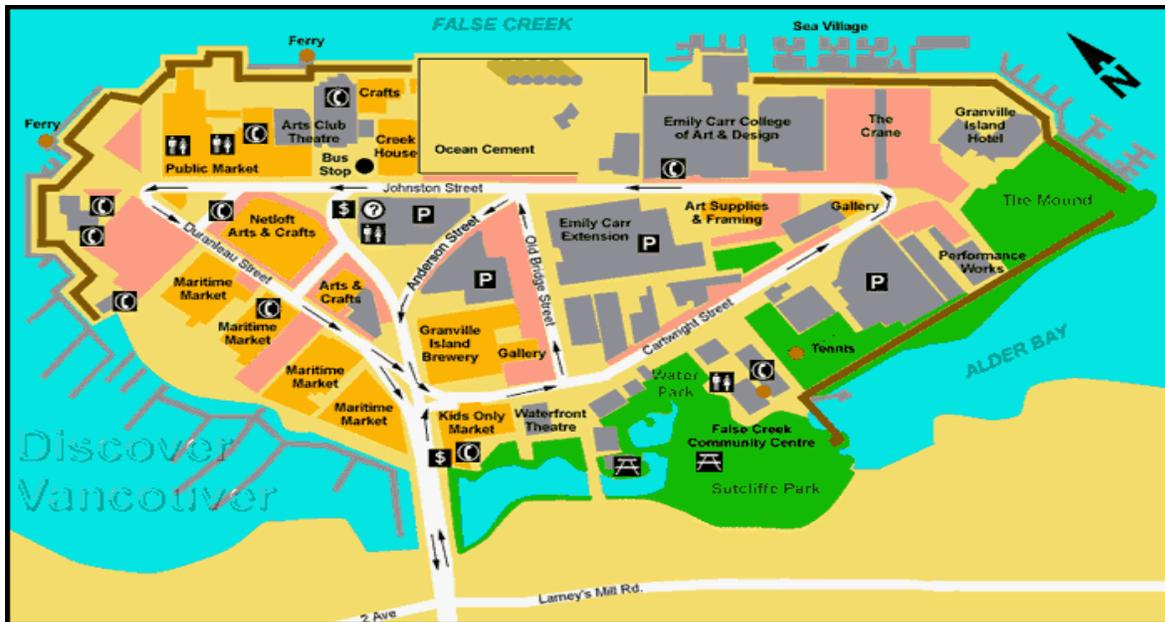 FALSE CREEK
Sea Village
Ferry
Ferry
N
Crafts
Arts Club
Theatre
Creek
House
Public Market
Bus
Stop
Ocean Cement
Emily Carr College
of Art & Design
The
Crane
Granville
Island
Hotel
The Mound
Johnston Street
$
?
P
Netloft
Arts & Crafts
Duranleau Street
Anderson Street
Old Bridge Street
P
Emily Carr
Extension
P
Art Supplies
& Framing
Gallery
Performance
Works
P
Maritime
Market
Maritime
Market
Maritime
Market
Maritime
Market
Arts &
Crafts
Granville
Island
Brewery
Gallery
Cartwright Street
Tennis
ALDER BAY
Water
Park
Kids Only
Market
$
Waterfront
Theatre
False Creek
Community Centre
Sutcliffe Park
Discover
Vancouver
2 Ave
Lamey's Mill Rd.